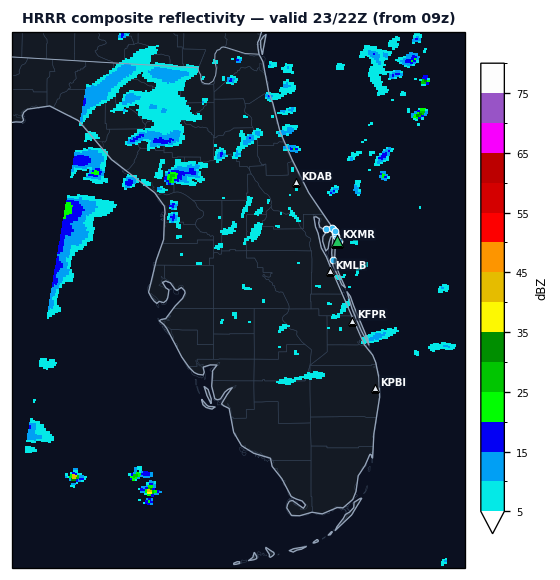 HRRR composite reflectivity — valid 23/22Z (from 09z)
KDAB
KXMR
KMLB
KFPR
KPBI
75
65
55
45
35
25
15
5
dBZ